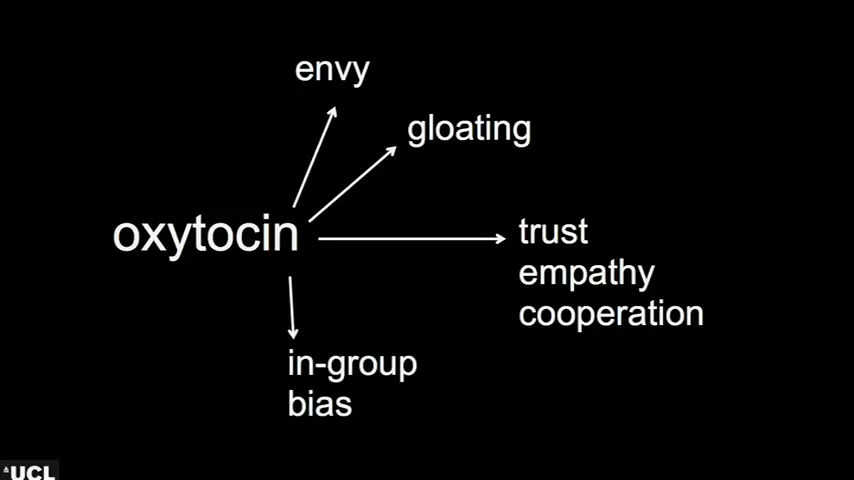 envy
gloating
oxytocin
trust
empathy
cooperation
in-group
bias
UCL